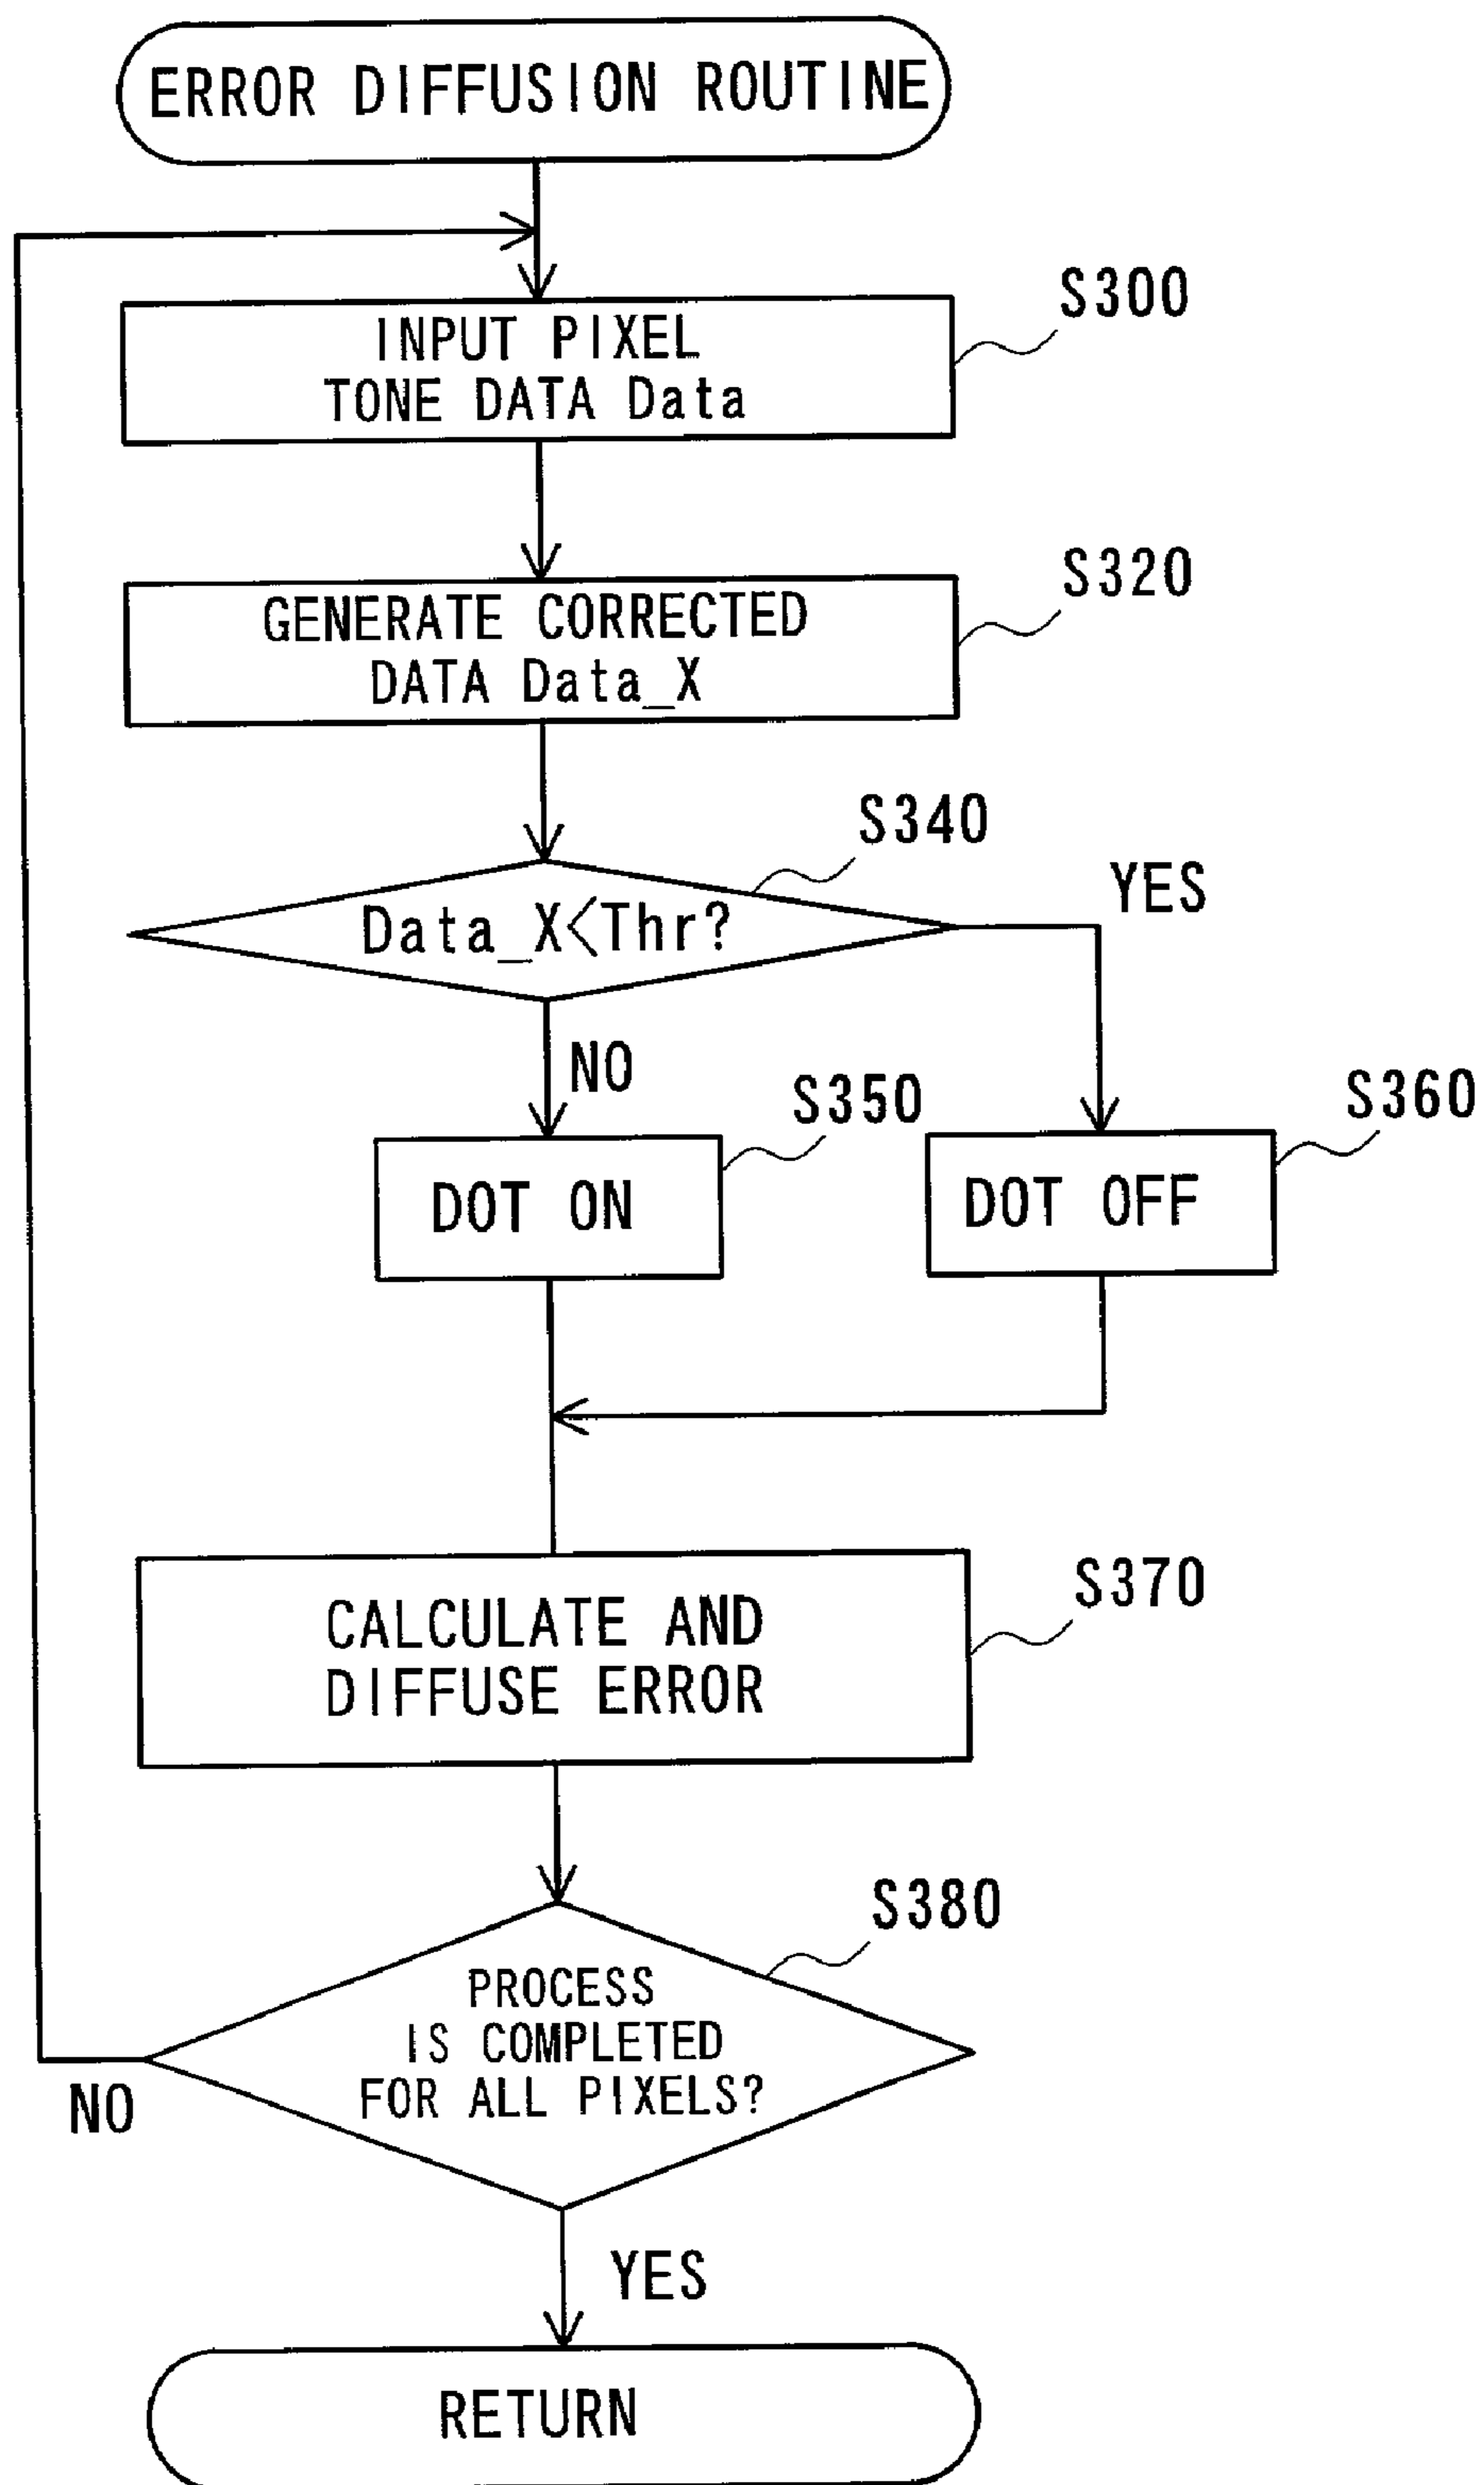 ERROR DIFFUSION ROUTINE
S300
INPUT PIXEL
TONE DATA Data
S320
GENERATE CORRECTED
DATA Data_X
S340
Data_X<Thr?
YES
NO
S350
S360
DOT ON
DOT OFF
S370
CALCULATE AND
DIFFUSE ERROR
S380
PROCESS
IS COMPLETED
FOR ALL PIXELS?
NO
YES
RETURN